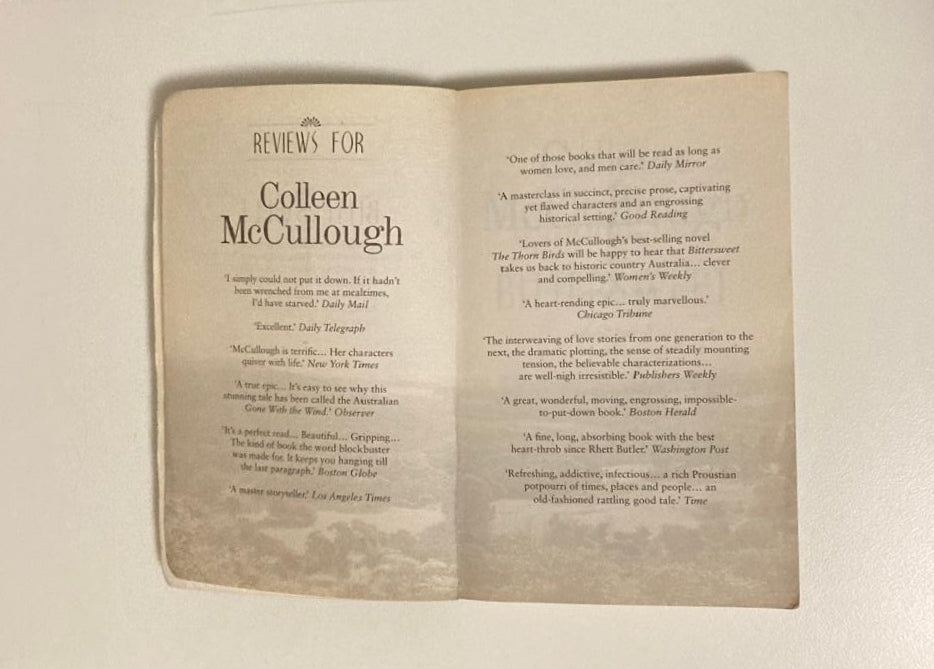 REVIEWS FOR
Colleen
McCullough
'I simply could not put it down. If it hadn't
been wrenched from me at mealtimes,
I'd have starved.' Daily Mail
'Excellent.' Daily Telegraph
'McCullough is terrific... Her characters
quiver with life.' New York Times
'A true epic... It's easy to see why this
stunning tale has been called the Australian
Gone With the Wind.' Observer
'It's a perfect read... Beautiful... Gripping...
The kind of book the word blockbuster
was made for. It keeps you hanging till
the last paragraph.' Boston Globe
'A master storyteller.' Los Angeles Times
'One of those books that will be read as long as
women love, and men care.' Daily Mirror
'A masterclass in succinct, precise prose, captivating
yet flawed characters and an engrossing
historical setting.' Good Reading
'Lovers of McCullough's best-selling novel
The Thorn Birds will be happy to hear that Bittersweet
takes us back to historic country Australia... clever
and compelling.' Women's Weekly
'A heart-rending epic... truly marvellous.'
Chicago Tribune
'The interweaving of love stories from one generation to the
next, the dramatic plotting, the sense of steadily mounting
tension, the believable characterizations...
are well-nigh irresistible.' Publishers Weekly
'A great, wonderful, moving, engrossing, impossible-
to-put-down book.' Boston Herald
'A fine, long, absorbing book with the best
heart-throb since Rhett Butler.' Washington Post
'Refreshing, addictive, infectious... a rich Proustian
potpourri of times, places and people... an
old-fashioned rattling good tale.' Time